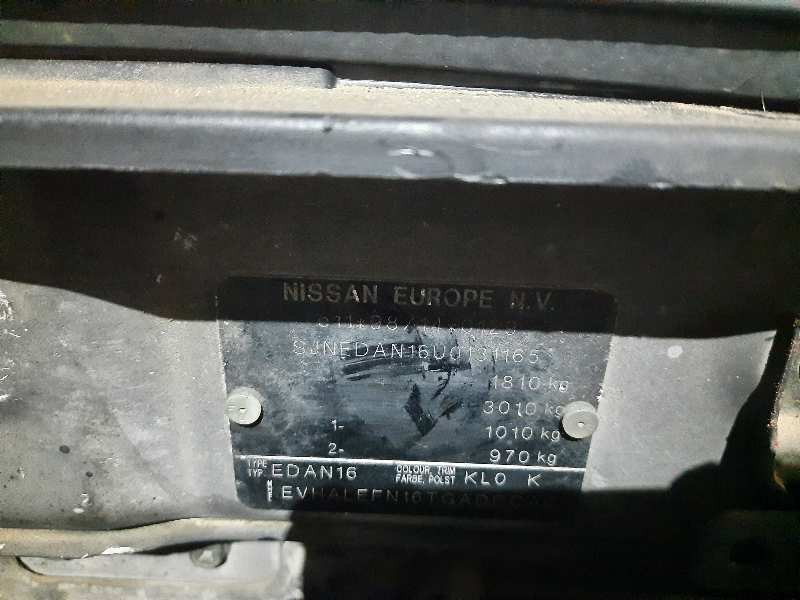 NISSAN EUROPE N.V.
SJNEDAN16U0131165
1810 kg
3010 kg
1- 1010 kg
2- 970 kg
TYPE TYP EDAN16 COLOUR, TRIM FARBE, POLST KL0 K